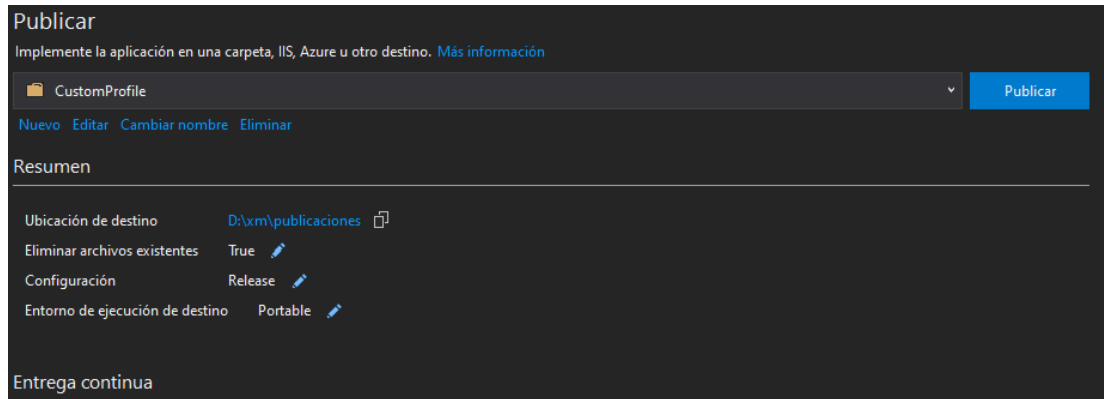 Publicar
Implemente la aplicación en una carpeta, IIS, Azure u otro destino. Más información
CustomProfile
Publicar
Nuevo Editar Cambiar nombre Eliminar
Resumen
Ubicación de destino D:\xm\publicaciones
Eliminar archivos existentes True
Configuración Release
Entorno de ejecución de destino Portable
Entrega continua